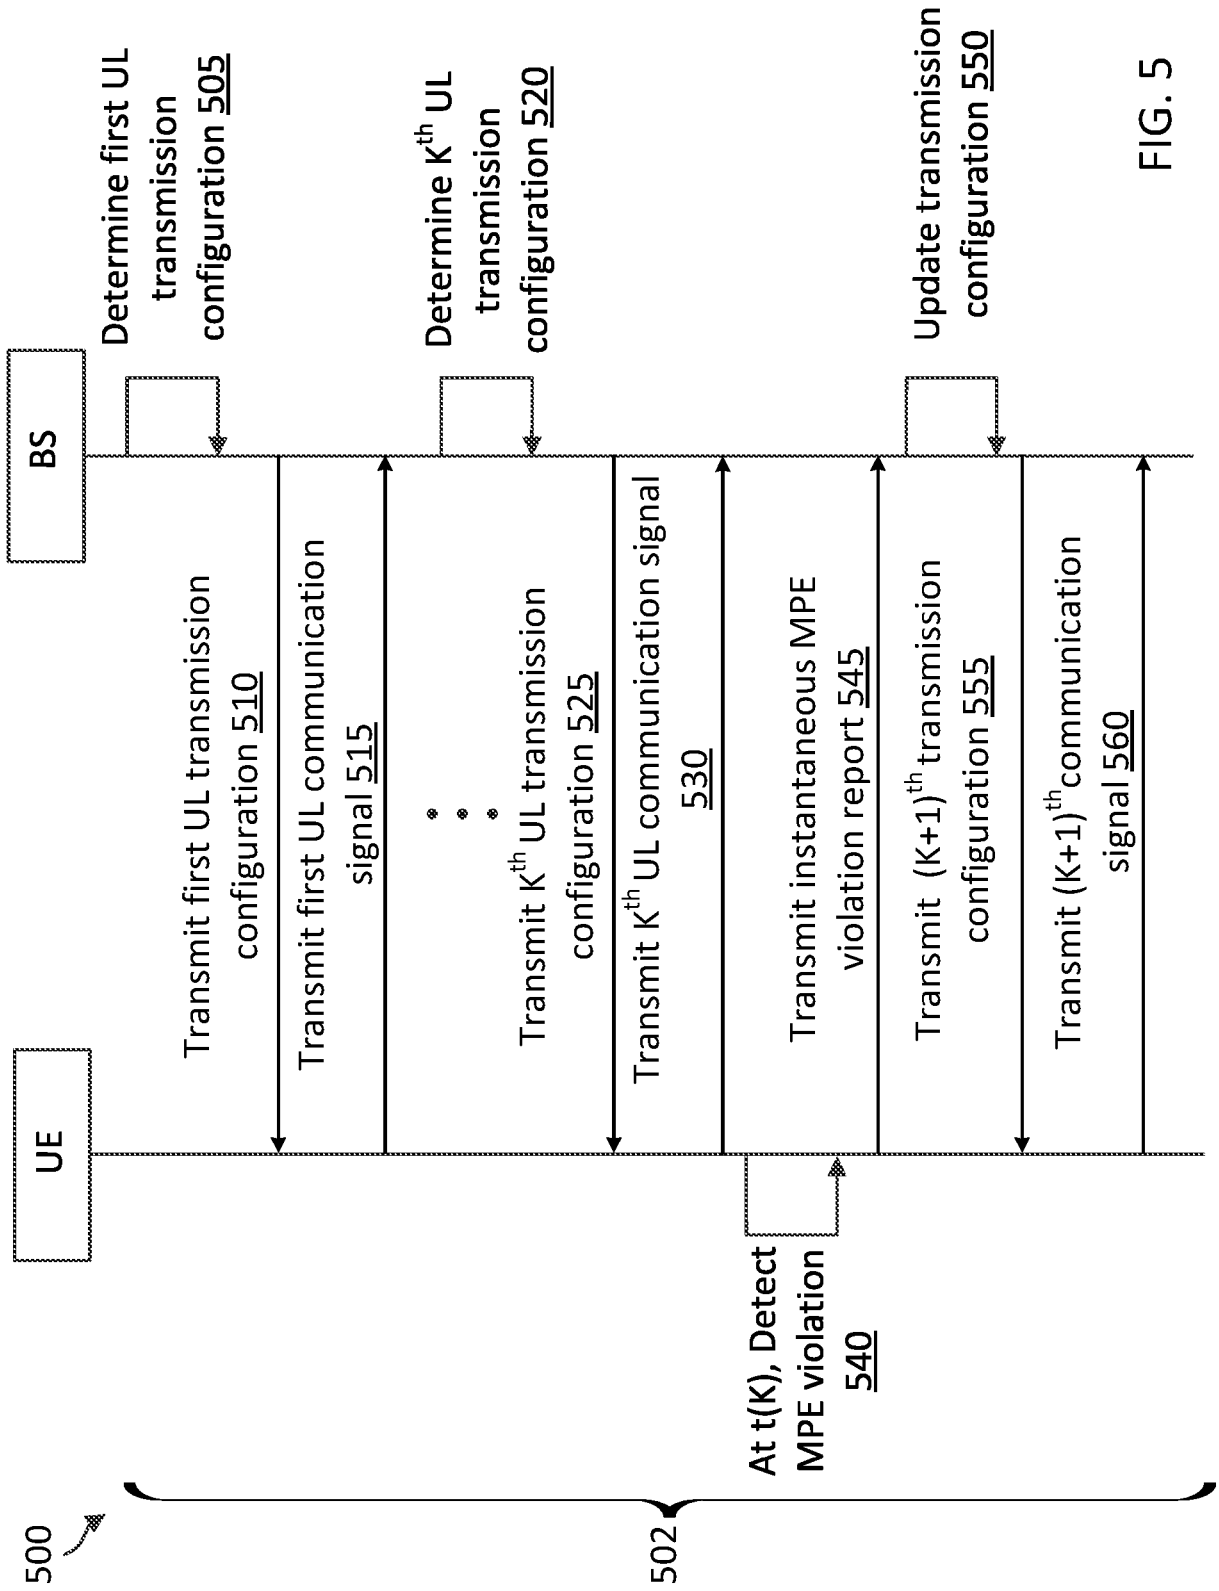 500
UE
BS
Determine first UL
transmission
configuration 505
Transmit first UL transmission
configuration 510
Transmit first UL communication
signal 515
Determine Kth UL
transmission
configuration 520
Transmit Kth UL transmission
configuration 525
Transmit Kth UL communication signal
530
502
At t(K), Detect
MPE violation
540
Transmit instantaneous MPE
violation report 545
Update transmission
configuration 550
Transmit (K+1)th transmission
configuration 555
Transmit (K+1)th communication
signal 560
FIG. 5